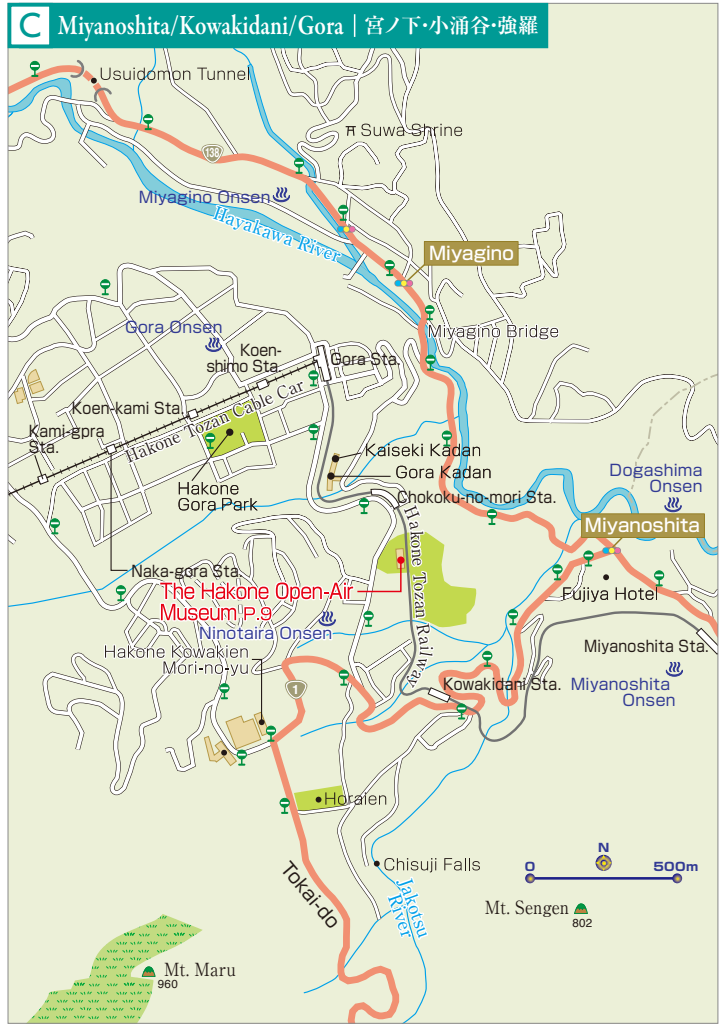 C Miyanoshita/Kowakidani/Gora | 宮ノ下・小涌谷・強羅
Usuidomon Tunnel
Suwa Shrine
138
Miyagino Onsen
Hayakawa River
Miyagino
Gora Onsen
Miyagino Bridge
Koen-
shimo Sta.
Gora Sta.
Koen-kami Sta.
Hakone Tozan Cable Car
Kami-gpra
Sta.
Kaiseki Kadan
Gora Kadan
Hakone
Gora Park
Chokoku-no-mori Sta.
Dogashima
Onsen
Miyanoshita
Hakone Tozan Railway
Naka-gora Sta.
The Hakone Open-Air
Museum P.9
Fujiya Hotel
Ninotaira Onsen
Hakone Kowakien
Mori-no-yu
Miyanoshita Sta.
1
Kowakidani Sta.
Miyanoshita
Onsen
Horaien
Tokai-do
Chisuji Falls
Jakotsu
River
N
0 500m
Mt. Sengen
802
Mt. Maru
960